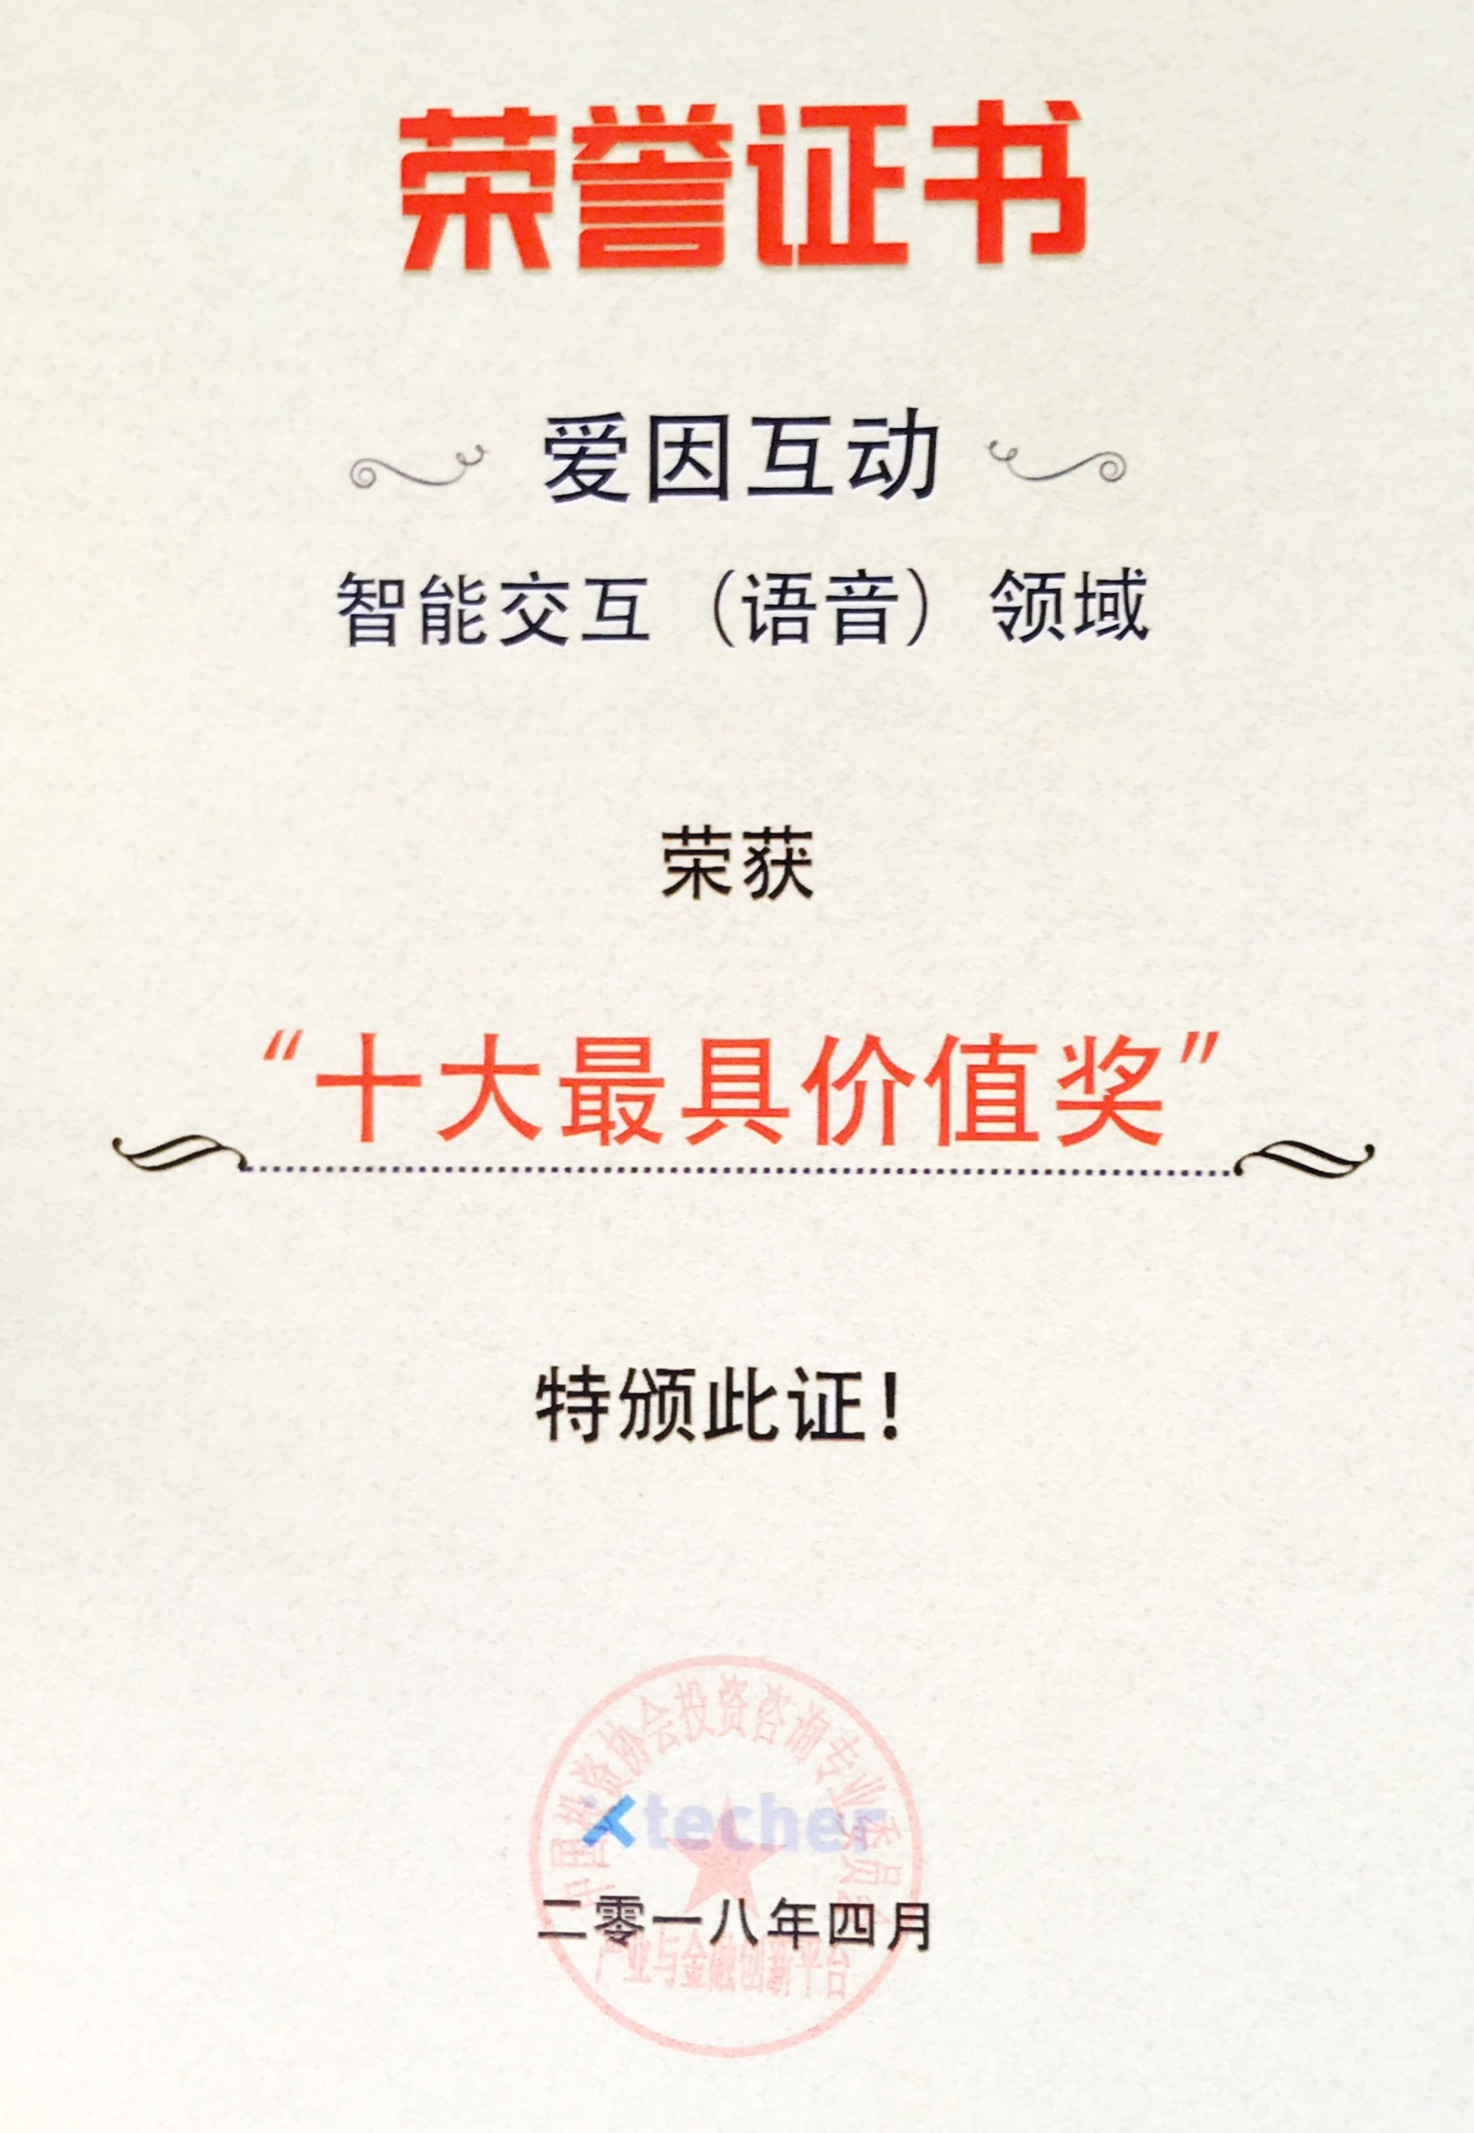 荣誉证书
爱因互动
智能交互（语音）领域
荣获
“十大最具价值奖”
特颁此证！
中国投资协会投资咨询专业委员会
xtecher
二零一八年四月
产业与金融创新平台